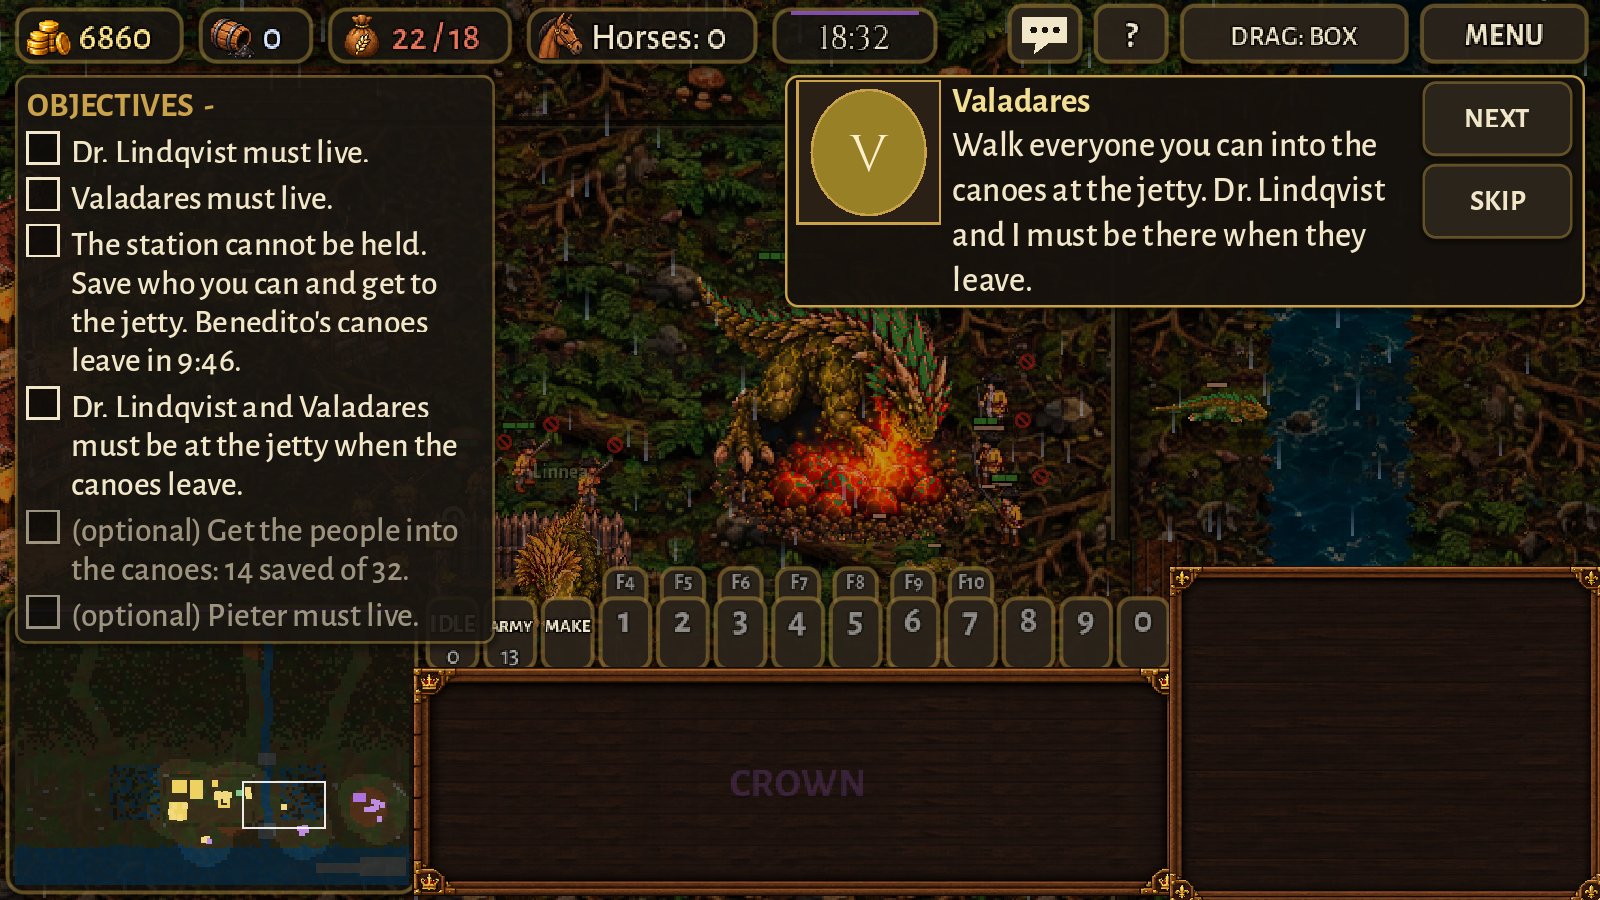 6860
0
22/18
Horses: 0
18:32
?
DRAG: BOX
MENU
OBJECTIVES -
Dr. Lindqvist must live.
Valadares must live.
The station cannot be held.
Save who you can and get to
the jetty. Benedito's canoes
leave in 9:46.
Dr. Lindqvist and Valadares
must be at the jetty when the
canoes leave.
(optional) Get the people into
the canoes: 14 saved of 32.
(optional) Pieter must live.
V
Valadares
Walk everyone you can into the
canoes at the jetty. Dr. Lindqvist
and I must be there when they
leave.
NEXT
SKIP
Linnea
F4 F5 F6 F7 F8 F9 F10
IDLE ARMY MAKE 1 2 3 4 5 6 7 8 9 0
0 13
CROWN